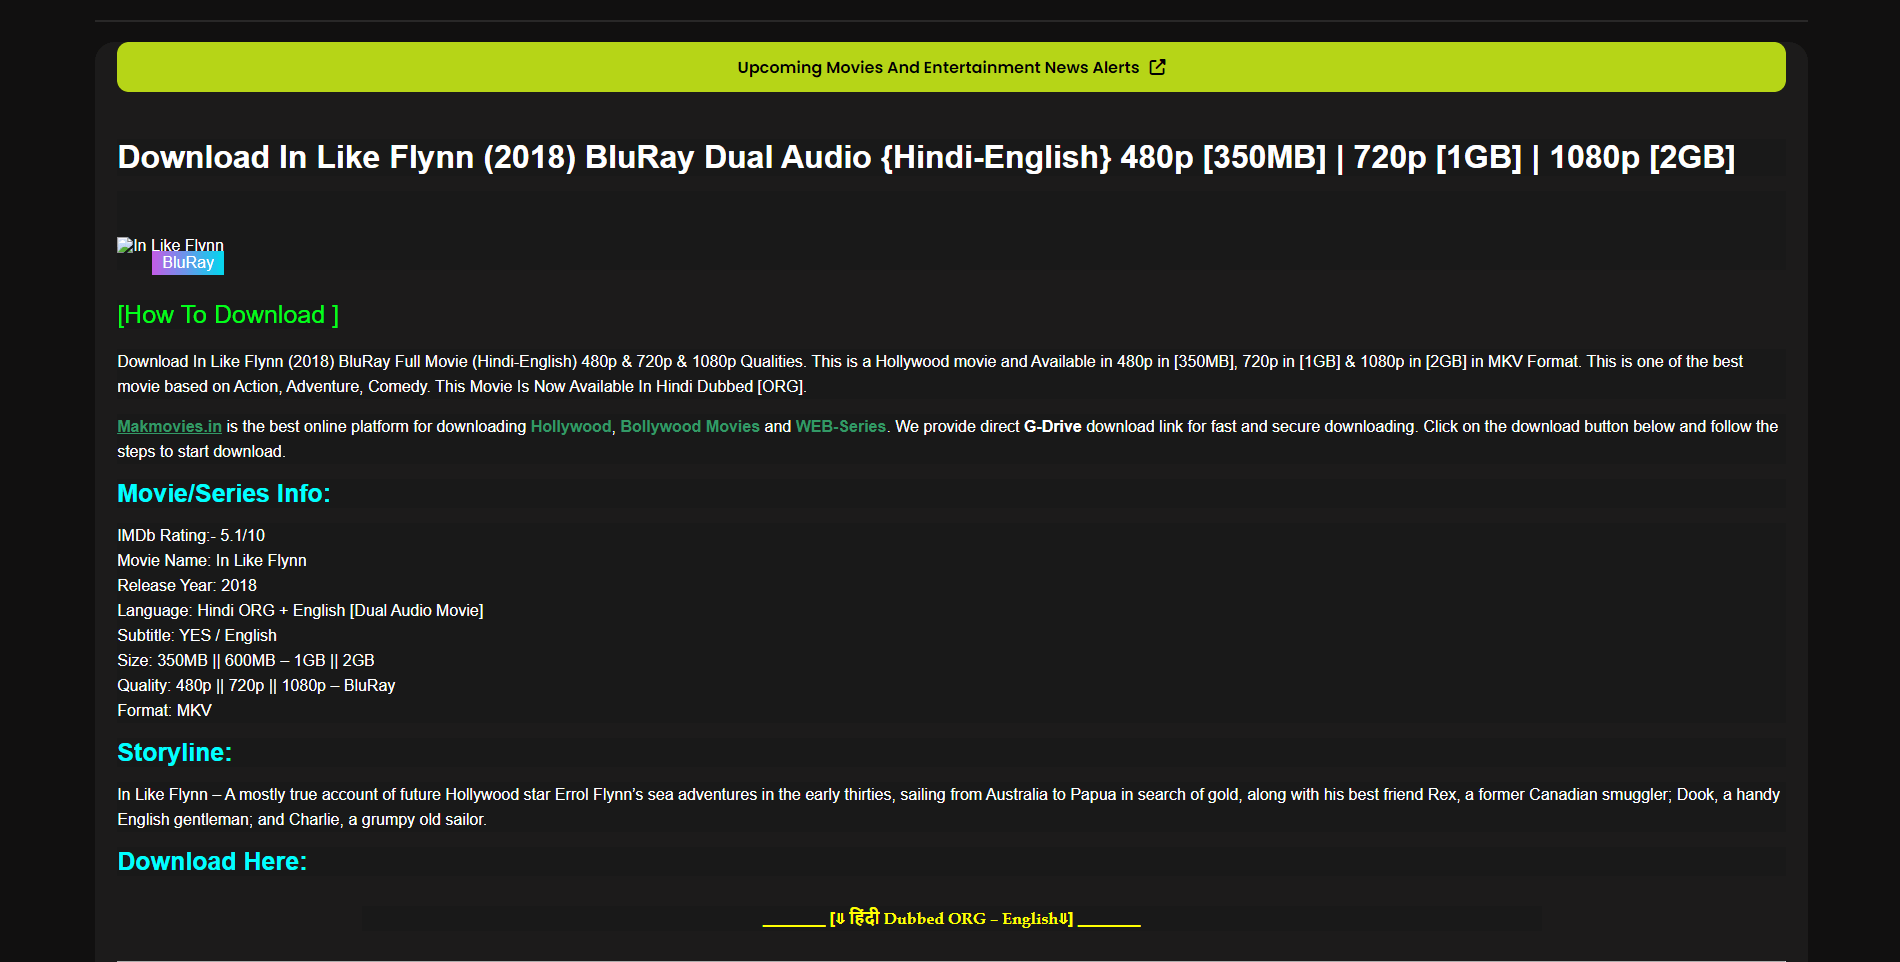 Upcoming Movies And Entertainment News Alerts
Download In Like Flynn (2018) BluRay Dual Audio {Hindi-English} 480p [350MB] | 720p [1GB] | 1080p [2GB]
In Like Flynn
BluRay
[How To Download ]
Download In Like Flynn (2018) BluRay Full Movie (Hindi-English) 480p & 720p & 1080p Qualities. This is a Hollywood movie and Available in 480p in [350MB], 720p in [1GB] & 1080p in [2GB] in MKV Format. This is one of the best
movie based on Action, Adventure, Comedy. This Movie Is Now Available In Hindi Dubbed [ORG].
Makmovies.in is the best online platform for downloading Hollywood, Bollywood Movies and WEB-Series. We provide direct G-Drive download link for fast and secure downloading. Click on the download button below and follow the
steps to start download.
Movie/Series Info:
IMDb Rating:- 5.1/10
Movie Name: In Like Flynn
Release Year: 2018
Language: Hindi ORG + English [Dual Audio Movie]
Subtitle: YES / English
Size: 350MB || 600MB – 1GB || 2GB
Quality: 480p || 720p || 1080p – BluRay
Format: MKV
Storyline:
In Like Flynn – A mostly true account of future Hollywood star Errol Flynn’s sea adventures in the early thirties, sailing from Australia to Papua in search of gold, along with his best friend Rex, a former Canadian smuggler; Dook, a handy
English gentleman; and Charlie, a grumpy old sailor.
Download Here:
_______ [⇓ हिंदी Dubbed ORG – English⇓] _______